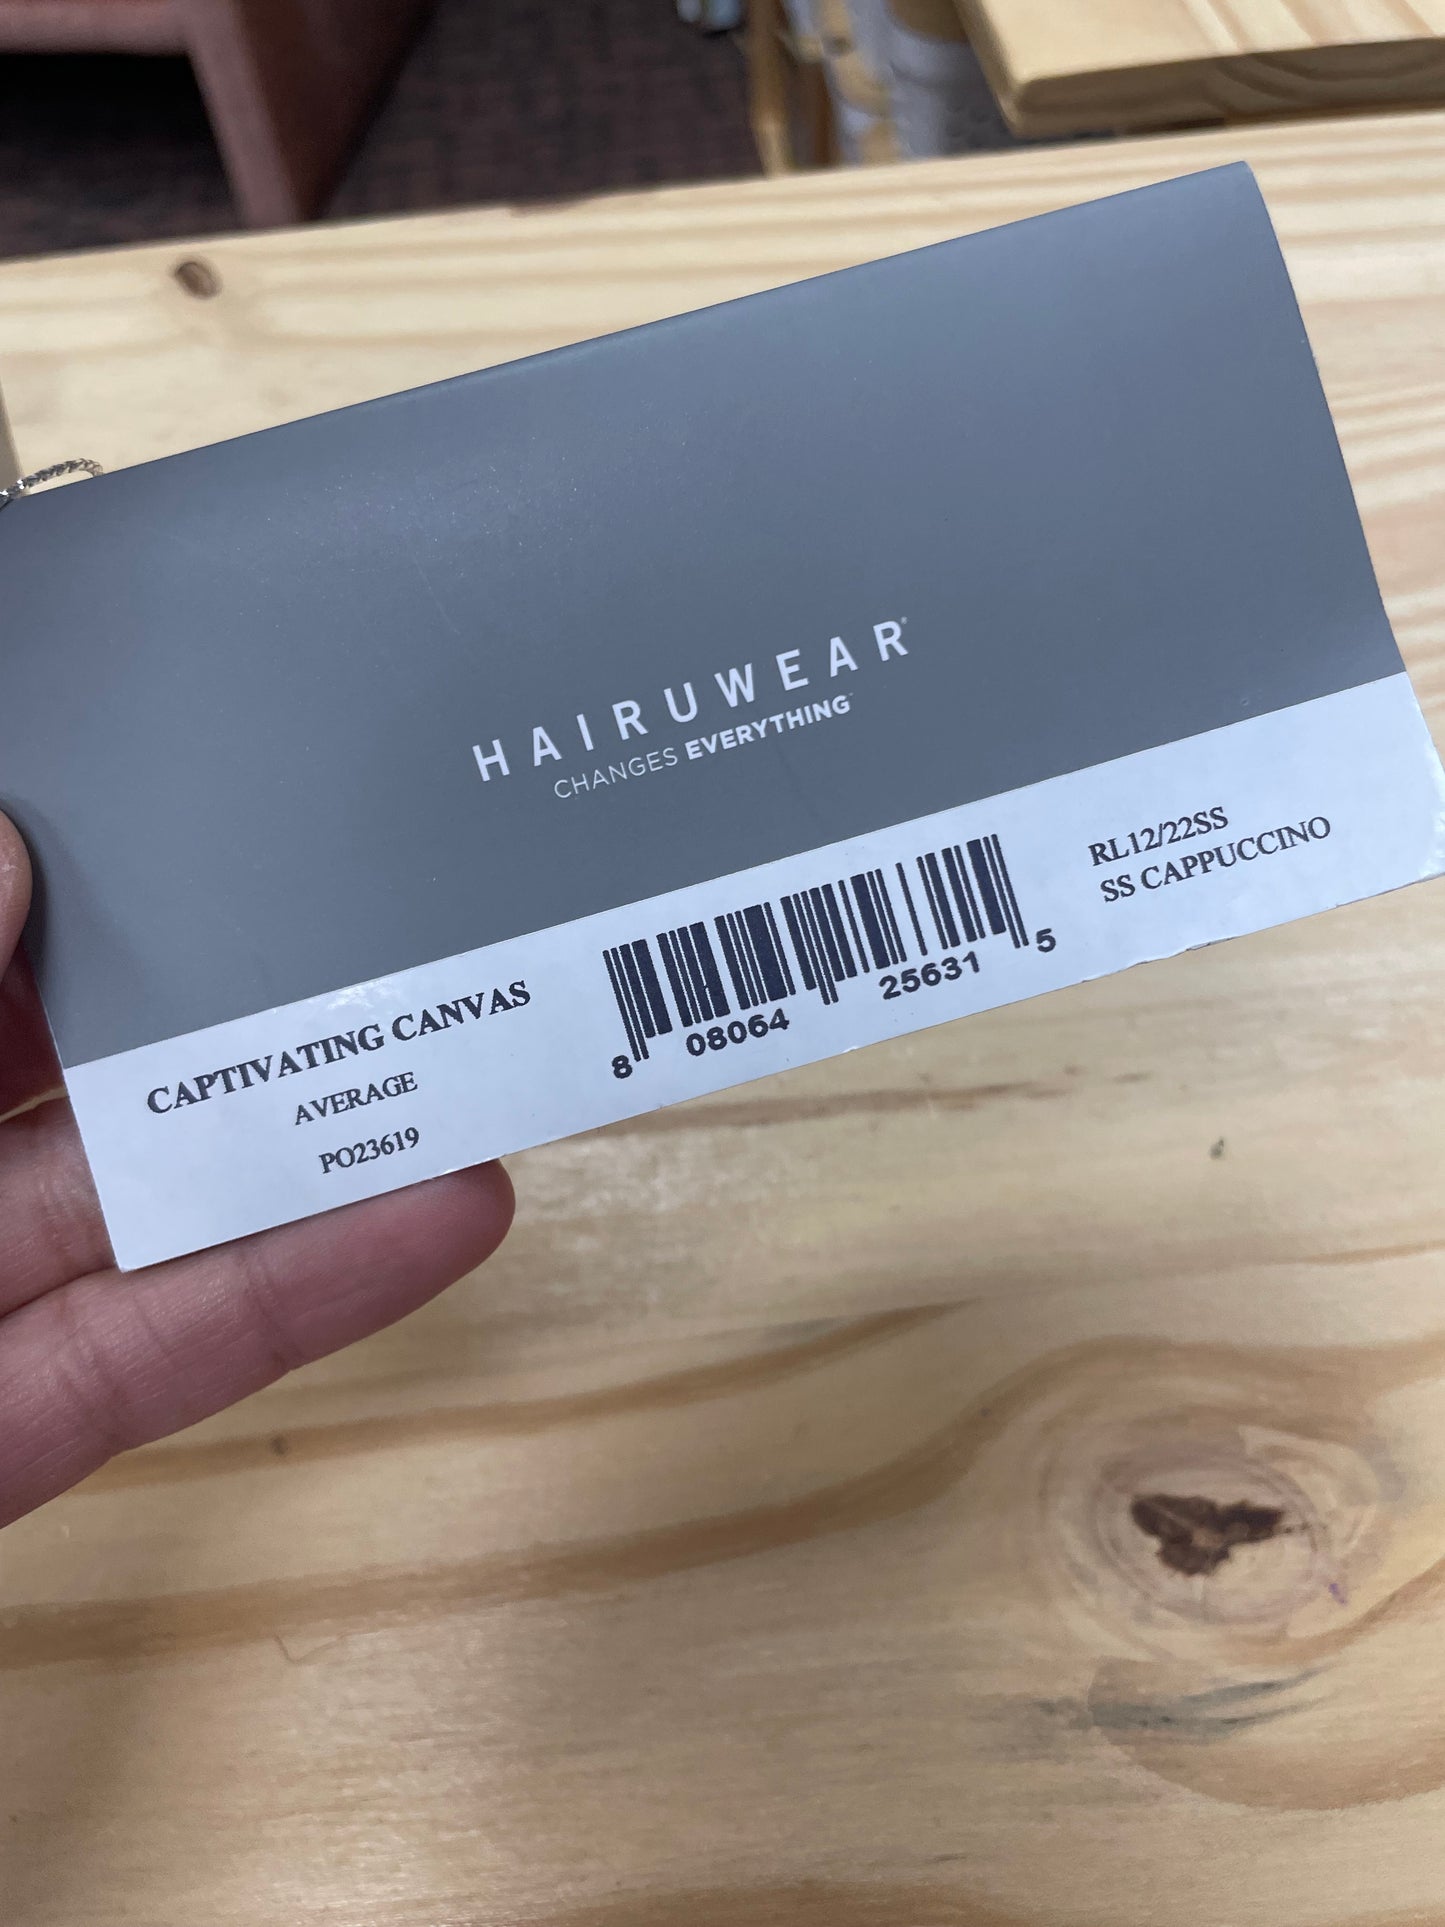 HAIRUWEAR®
CHANGES EVERYTHING™
CAPTIVATING CANVAS
AVERAGE
PO23619
8 08064 25631 5
RL12/22SS
SS CAPPUCCINO